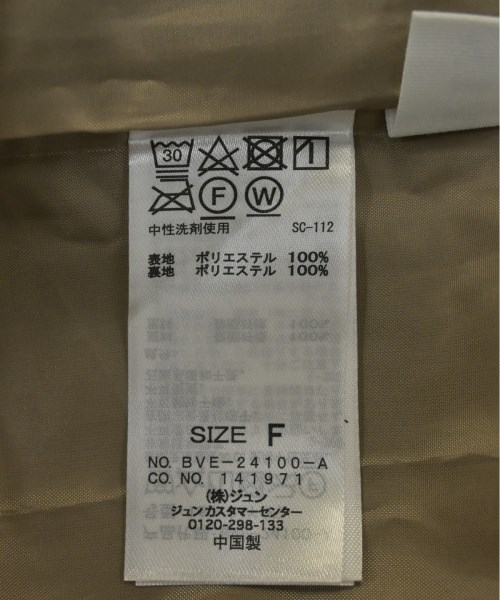 30
F W
中性洗剤使用 SC-112
表地 ポリエステル 100%
裏地 ポリエステル 100%
SIZE F
NO. BVE-24100-A
CO. NO. 141971
(株)ジュン
ジュンカスタマーセンター
0120-298-133
中国製